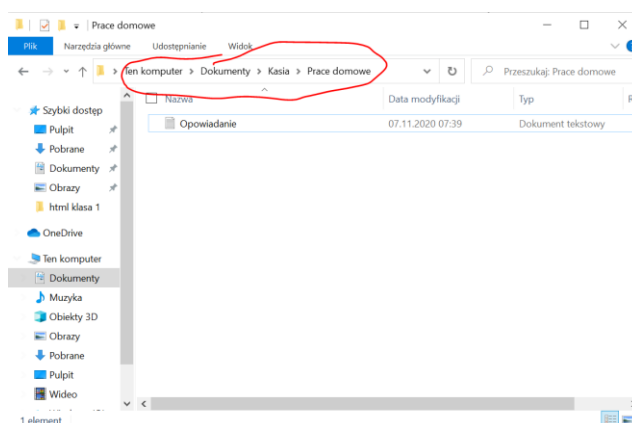 Prace domowe
Plik Narzędzia główne Udostępnianie Widok
Ten komputer > Dokumenty > Kasia > Prace domowe Przeszukaj: Prace domowe
Nazwa Data modyfikacji Typ
Opowiadanie 07.11.2020 07:39 Dokument tekstowy
Szybki dostęp
Pulpit
Pobrane
Dokumenty
Obrazy
html klasa 1
OneDrive
Ten komputer
Dokumenty
Muzyka
Obiekty 3D
Obrazy
Pobrane
Pulpit
Wideo
1 element